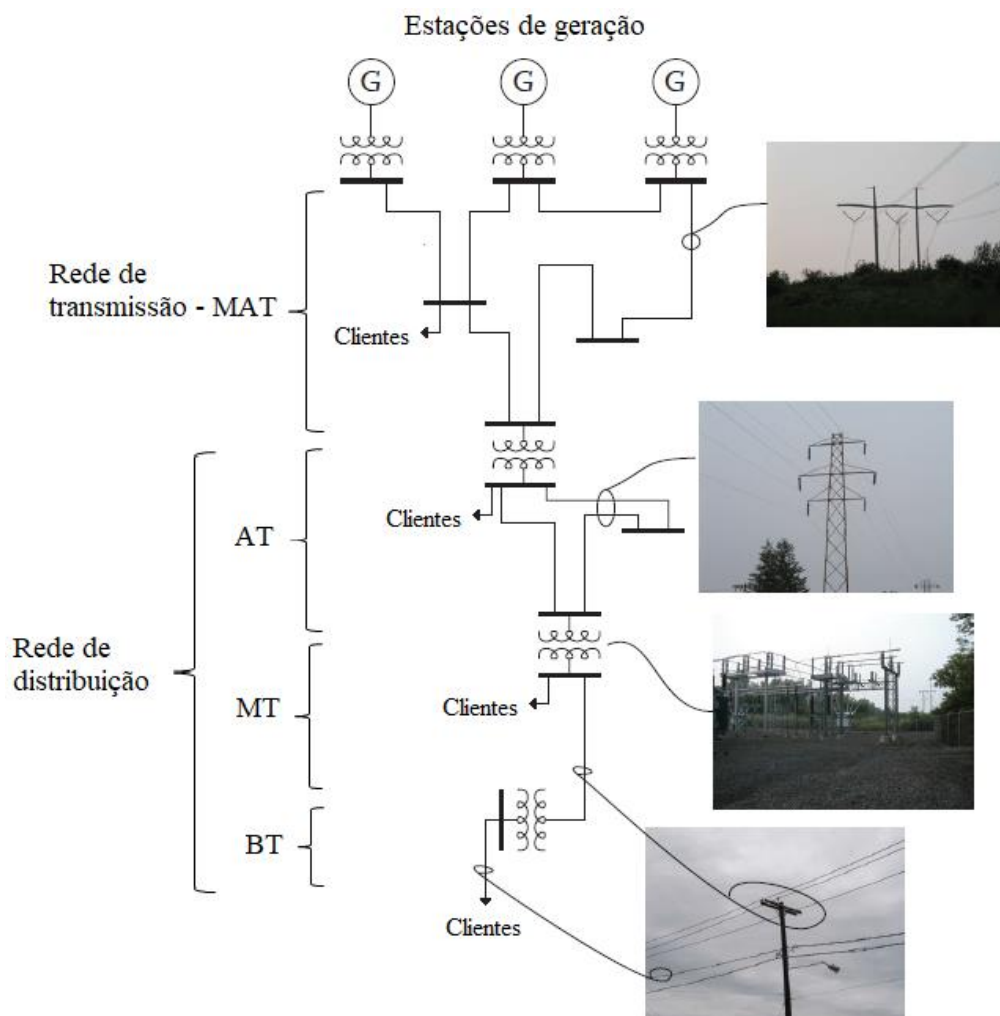 Estações de geração
G
G
G
Rede de
transmissão - MAT
Clientes
Clientes
AT
Rede de
distribuição
MT
Clientes
BT
Clientes